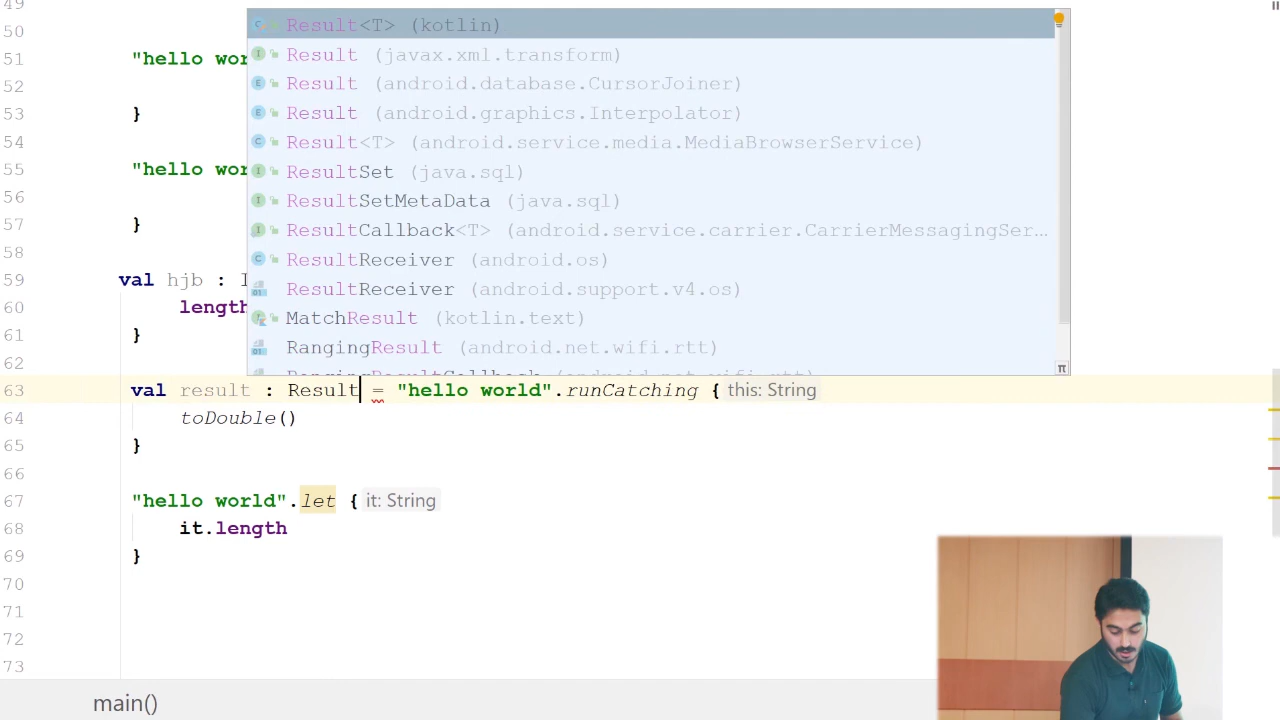 49
50
51 "hello wor
52
53 }
54
55 "hello wor
56
57 }
58
59 val hjb : I
60 length
61 }
62
Result<T> (kotlin)
Result (javax.xml.transform)
Result (android.database.CursorJoiner)
Result (android.graphics.Interpolator)
Result<T> (android.service.media.MediaBrowserService)
ResultSet (java.sql)
ResultSetMetaData (java.sql)
ResultCallback<T> (android.service.carrier.CarrierMessagingSer...
ResultReceiver (android.os)
ResultReceiver (android.support.v4.os)
MatchResult (kotlin.text)
RangingResult (android.net.wifi.rtt)
RangingResultCallback (android.net.wifi.rtt)
π
63 val result : Result = "hello world".runCatching { this: String
64 toDouble()
65 }
66
67 "hello world".let { it: String
68 it.length
69 }
70
71
72
73
main()